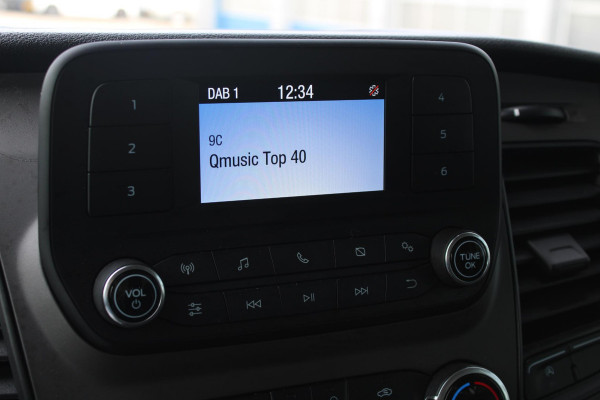 DAB 1 12:34
9C
Qmusic Top 40
1
2
3
4
5
6
VOL
TUNE
OK